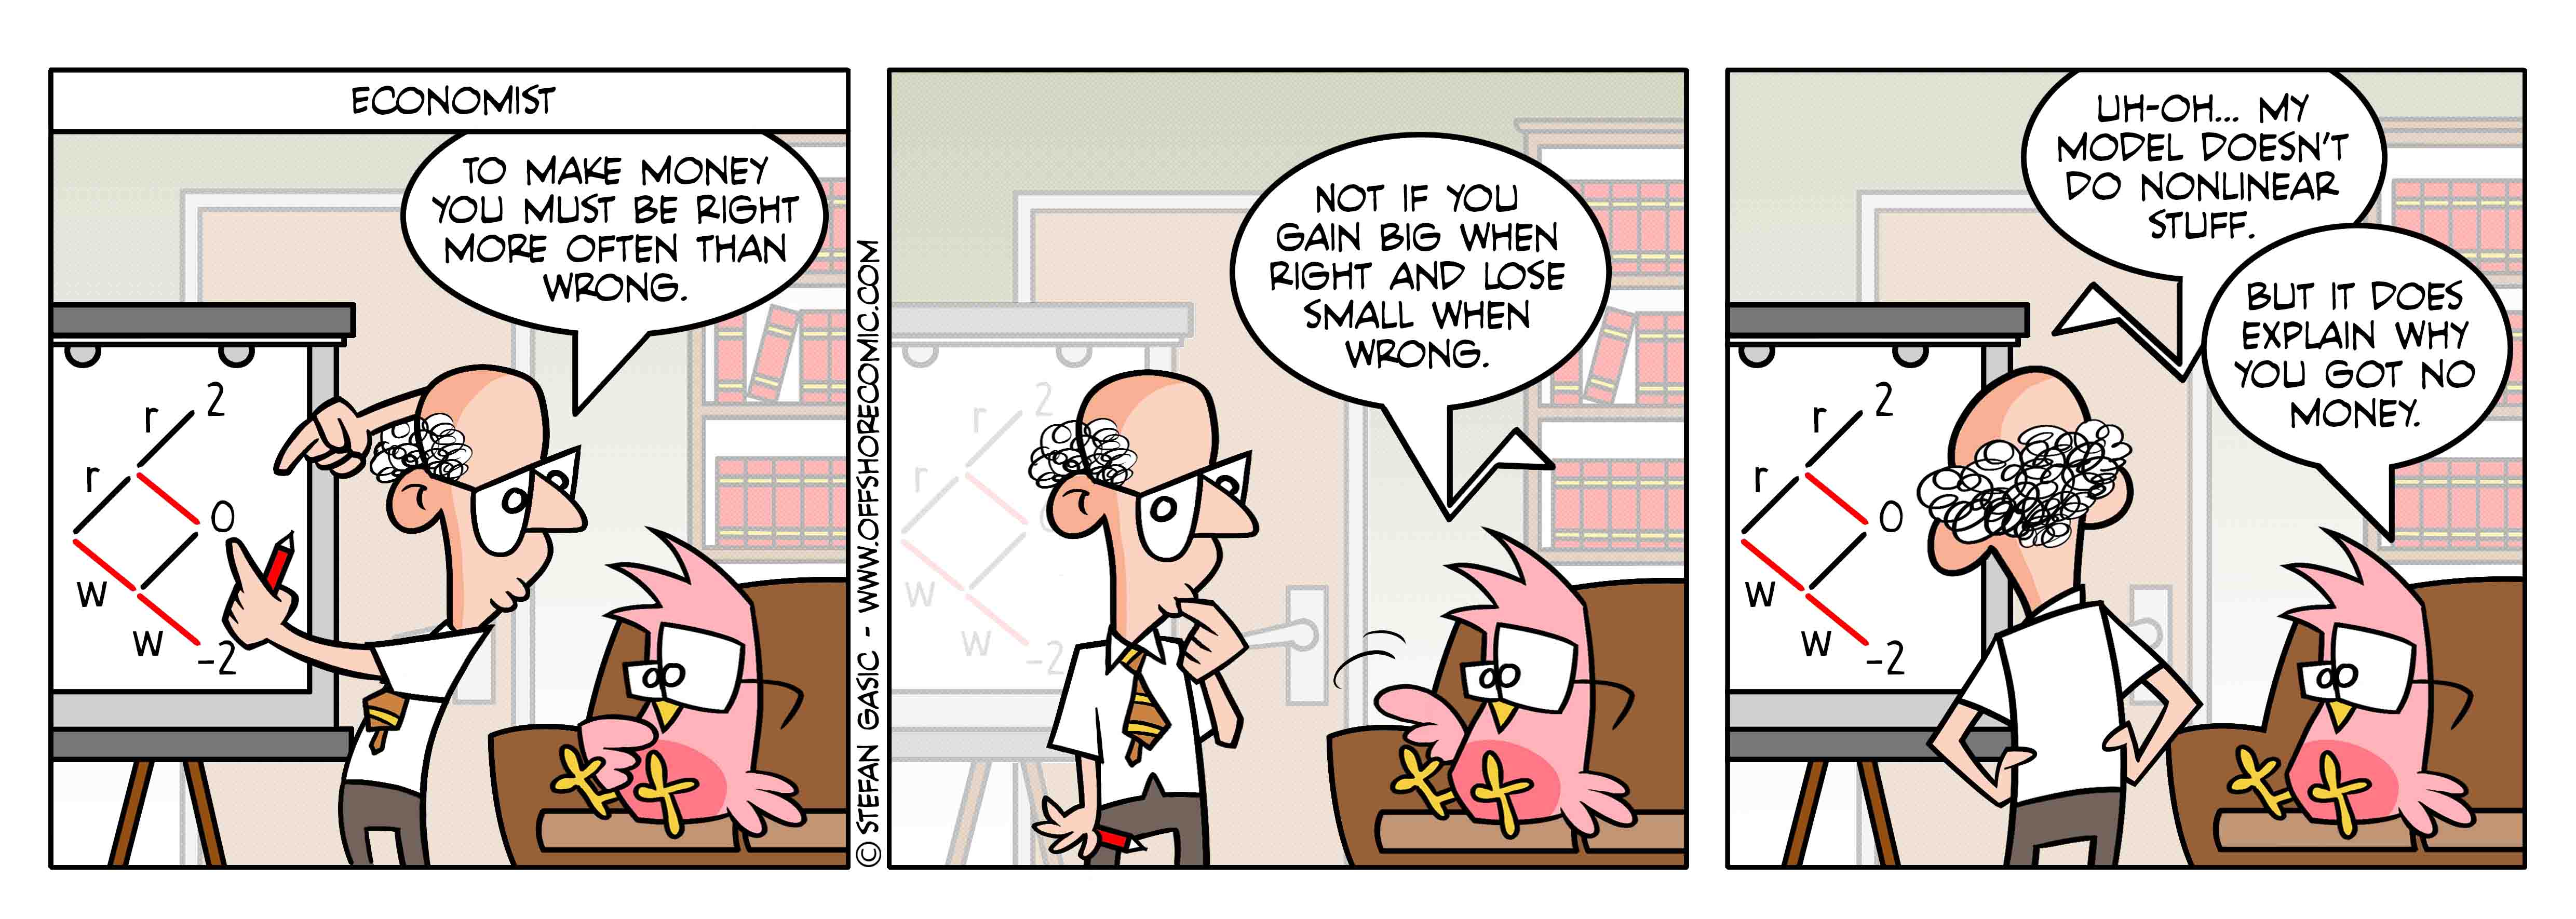 ECONOMIST
TO MAKE MONEY
YOU MUST BE RIGHT
MORE OFTEN THAN
WRONG.
r 2
r
0
W
W -2
© STEFAN GASIC - WWW.OFFSHORECOMIC.COM
NOT IF YOU
GAIN BIG WHEN
RIGHT AND LOSE
SMALL WHEN
WRONG.
r 2
r
0
W
W -2
UH-OH... MY
MODEL DOESN'T
DO NONLINEAR
STUFF.
BUT IT DOES
EXPLAIN WHY
YOU GOT NO
MONEY.
r 2
r
0
W
W -2